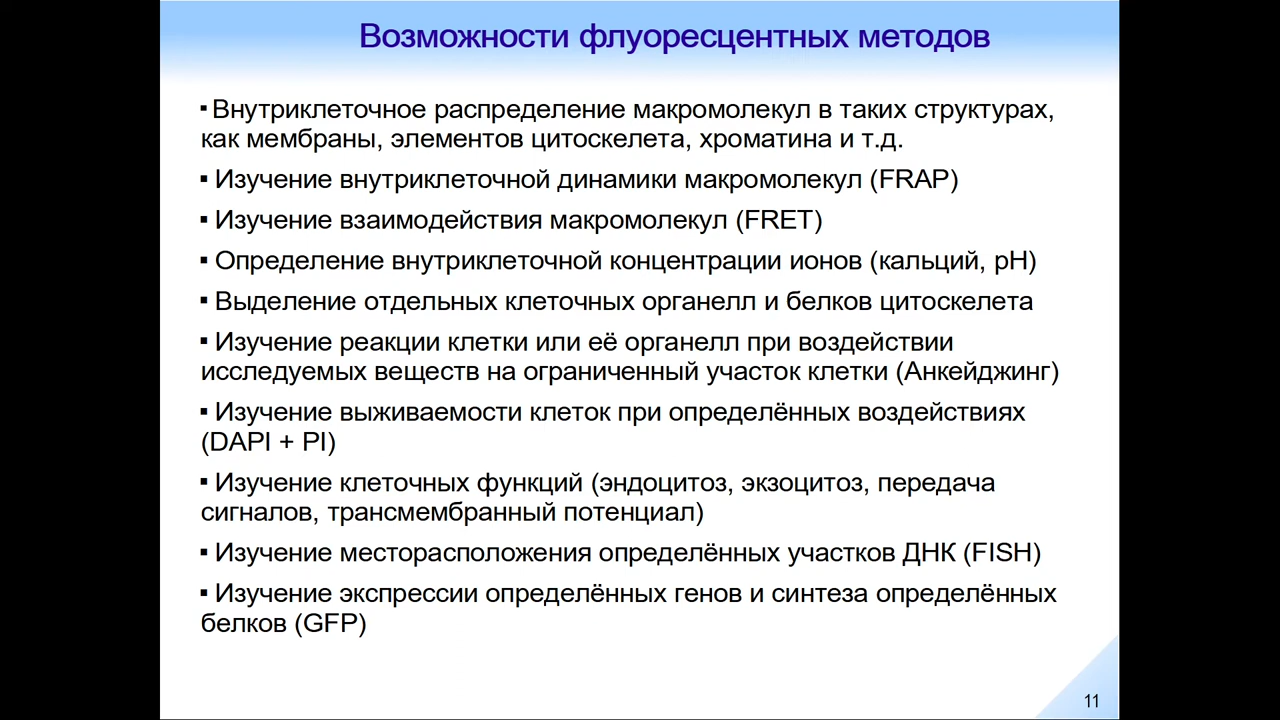 Возможности флуоресцентных методов
▪Внутриклеточное распределение макромолекул в таких структурах,
как мембраны, элементов цитоскелета, хроматина и т.д.
▪ Изучение внутриклеточной динамики макромолекул (FRAP)
▪ Изучение взаимодействия макромолекул (FRET)
▪ Определение внутриклеточной концентрации ионов (кальций, pH)
▪ Выделение отдельных клеточных органелл и белков цитоскелета
▪ Изучение реакции клетки или её органелл при воздействии
исследуемых веществ на ограниченный участок клетки (Анкейджинг)
▪ Изучение выживаемости клеток при определённых воздействиях
(DAPI + PI)
▪ Изучение клеточных функций (эндоцитоз, экзоцитоз, передача
сигналов, трансмембранный потенциал)
▪ Изучение месторасположения определённых участков ДНК (FISH)
▪ Изучение экспрессии определённых генов и синтеза определённых
белков (GFP)
11